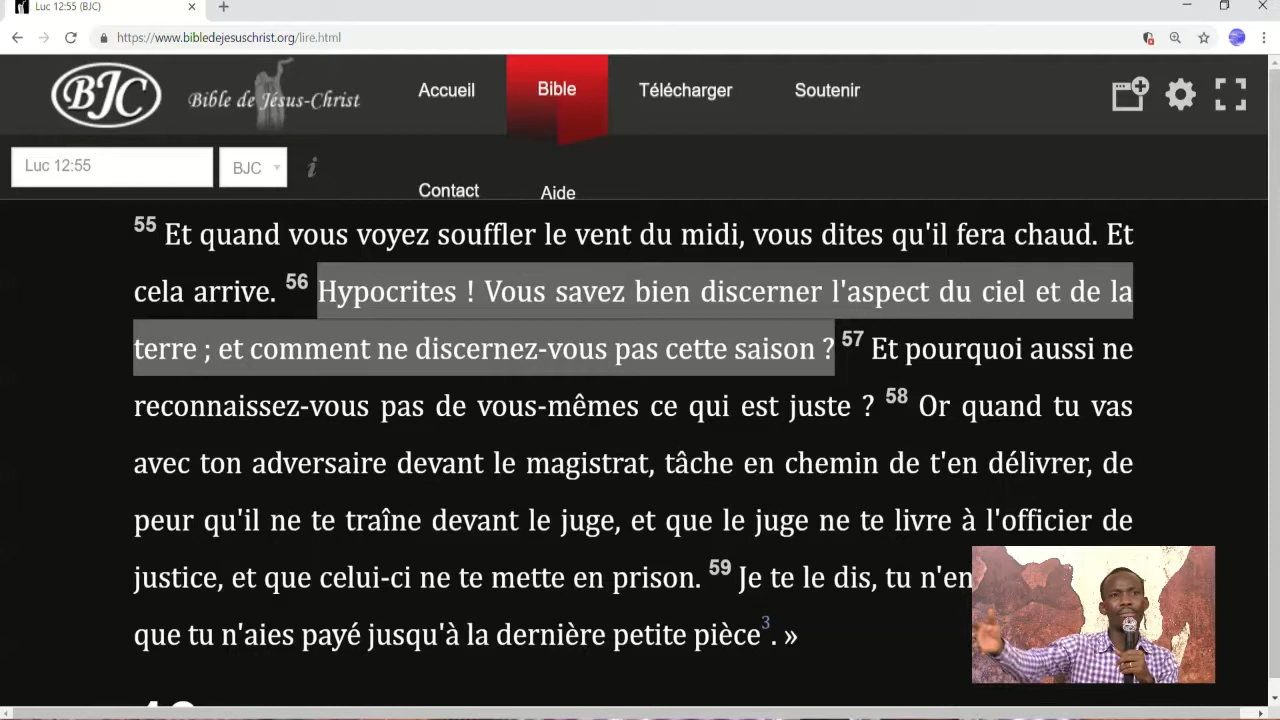 Luc 12:55 (BJC)
https://www.bibledejesuschrist.org/lire.html
BJC Bible de Jésus-Christ Accueil Bible Télécharger Soutenir
Luc 12:55 BJC i Contact Aide
55 Et quand vous voyez souffler le vent du midi, vous dites qu'il fera chaud. Et
cela arrive. 56 Hypocrites ! Vous savez bien discerner l'aspect du ciel et de la
terre ; et comment ne discernez-vous pas cette saison ? 57 Et pourquoi aussi ne
reconnaissez-vous pas de vous-mêmes ce qui est juste ? 58 Or quand tu vas
avec ton adversaire devant le magistrat, tâche en chemin de t'en délivrer, de
peur qu'il ne te traîne devant le juge, et que le juge ne te livre à l'officier de
justice, et que celui-ci ne te mette en prison. 59 Je te le dis, tu n'en
que tu n'aies payé jusqu'à la dernière petite pièce3. »